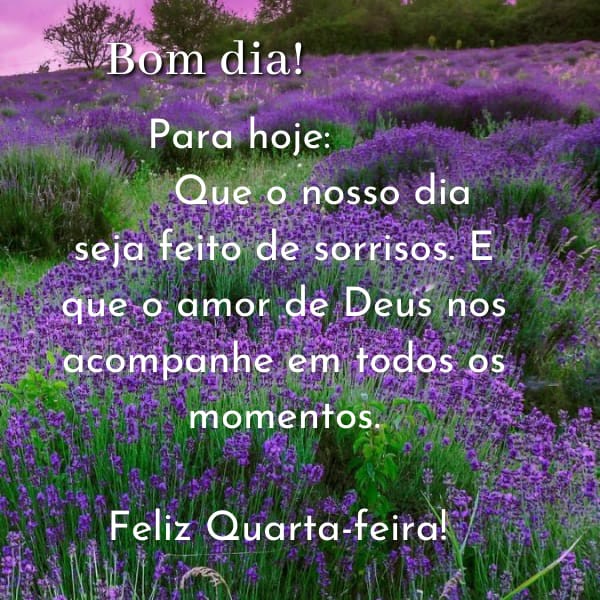 Bom dia!
Para hoje:
Que o nosso dia
seja feito de sorrisos. E
que o amor de Deus nos
acompanhe em todos os
momentos.
Feliz Quarta-feira!